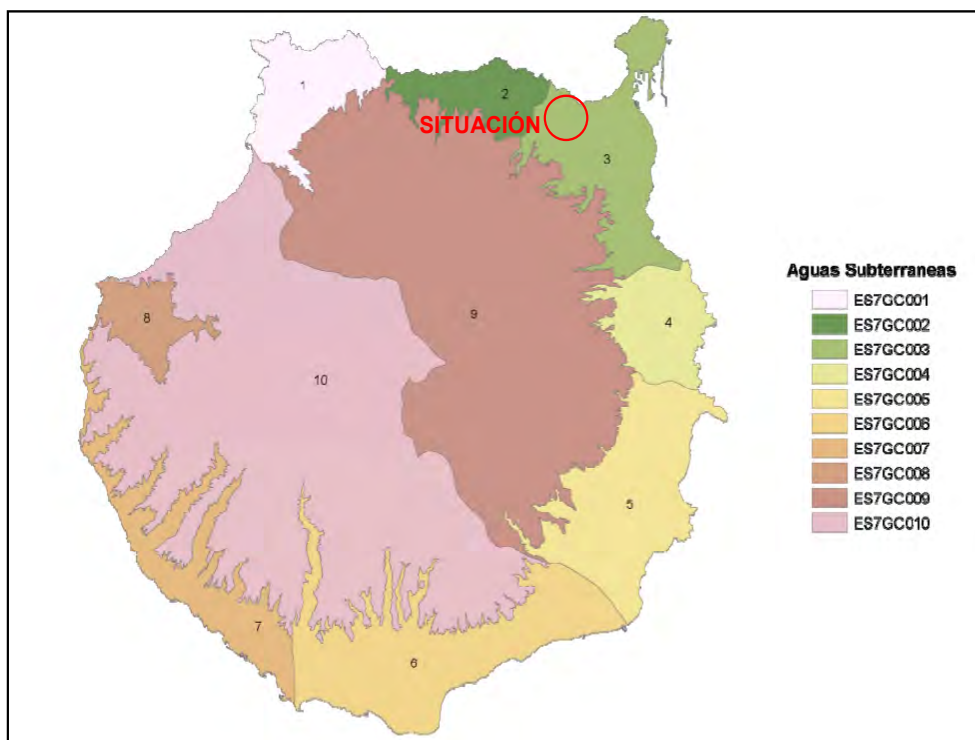 1
2
SITUACIÓN
3
Aguas Subterraneas
ES7GC001
ES7GC002
ES7GC003
ES7GC004
ES7GC005
ES7GC006
ES7GC007
ES7GC008
ES7GC009
ES7GC010
8
9
4
10
5
7
6